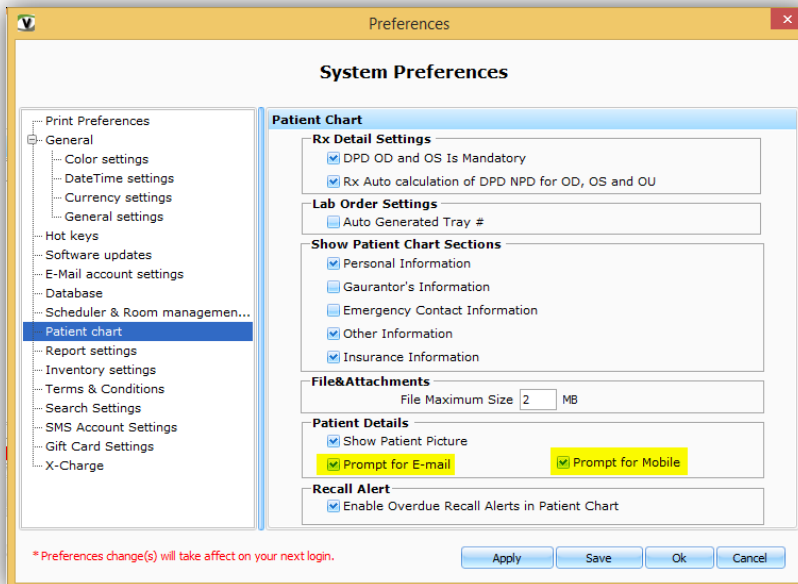 V
Preferences
×
System Preferences
Print Preferences
General
Color settings
DateTime settings
Currency settings
General settings
Hot keys
Software updates
E-Mail account settings
Database
Scheduler & Room managemen...
Patient chart
Report settings
Inventory settings
Terms & Conditions
Search Settings
SMS Account Settings
Gift Card Settings
X-Charge
Patient Chart
Rx Detail Settings
DPD OD and OS Is Mandatory
Rx Auto calculation of DPD NPD for OD, OS and OU
Lab Order Settings
Auto Generated Tray #
Show Patient Chart Sections
Personal Information
Gaurantor's Information
Emergency Contact Information
Other Information
Insurance Information
File&Attachments
File Maximum Size 2 MB
Patient Details
Show Patient Picture
Prompt for E-mail Prompt for Mobile
Recall Alert
Enable Overdue Recall Alerts in Patient Chart
* Preferences change(s) will take affect on your next login.
Apply Save Ok Cancel